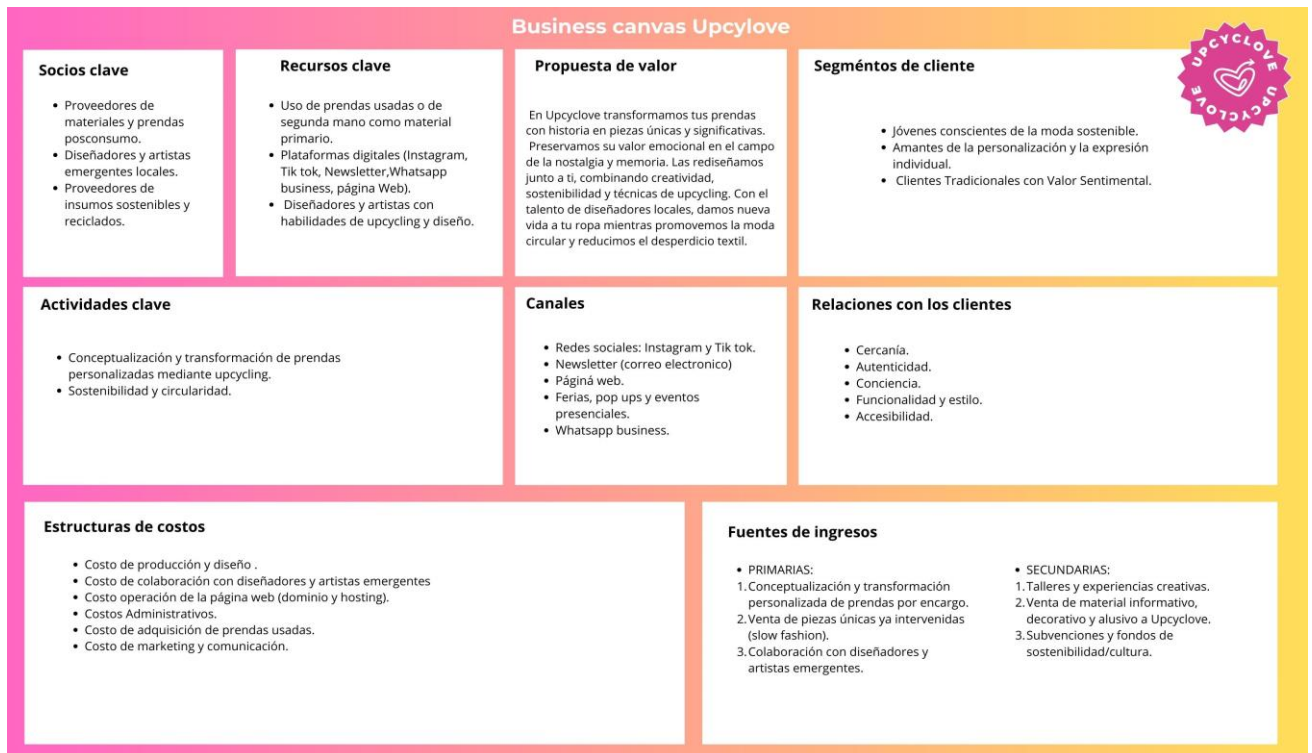 Business canvas Upcylove
UPCYCLOVE UPCYCLOVE
Socios clave
• Proveedores de
materiales y prendas
posconsumo.
• Diseñadores y artistas
emergentes locales.
• Proveedores de
insumos sostenibles y
reciclados.
Recursos clave
• Uso de prendas usadas o de
segunda mano como material
primario.
• Plataformas digitales (Instagram,
Tik tok, Newsletter,Whatsapp
business, página Web).
• Diseñadores y artistas con
habilidades de upcycling y diseño.
Propuesta de valor
En Upcyclove transformamos tus prendas
con historia en piezas únicas y significativas.
Preservamos su valor emocional en el campo
de la nostalgia y memoria. Las rediseñamos
junto a ti, combinando creatividad,
sostenibilidad y técnicas de upcycling. Con el
talento de diseñadores locales, damos nueva
vida a tu ropa mientras promovemos la moda
circular y reducimos el desperdicio textil.
Segméntos de cliente
• Jóvenes conscientes de la moda sostenible.
• Amantes de la personalización y la expresión
individual.
• Clientes Tradicionales con Valor Sentimental.
Actividades clave
• Conceptualización y transformación de prendas
personalizadas mediante upcycling.
• Sostenibilidad y circularidad.
Canales
• Redes sociales: Instagram y Tik tok.
• Newsletter (correo electronico)
• Páginá web.
• Ferias, pop ups y eventos
presenciales.
• Whatsapp business.
Relaciones con los clientes
• Cercanía.
• Autenticidad.
• Conciencia.
• Funcionalidad y estilo.
• Accesibilidad.
Estructuras de costos
• Costo de producción y diseño .
• Costo de colaboración con diseñadores y artistas emergentes
• Costo operación de la página web (dominio y hosting).
• Costos Administrativos.
• Costo de adquisición de prendas usadas.
• Costo de marketing y comunicación.
Fuentes de ingresos
• PRIMARIAS:
1. Conceptualización y transformación
personalizada de prendas por encargo.
2. Venta de piezas únicas ya intervenidas
(slow fashion).
3. Colaboración con diseñadores y
artistas emergentes.
• SECUNDARIAS:
1. Talleres y experiencias creativas.
2. Venta de material informativo,
decorativo y alusivo a Upcyclove.
3. Subvenciones y fondos de
sostenibilidad/cultura.